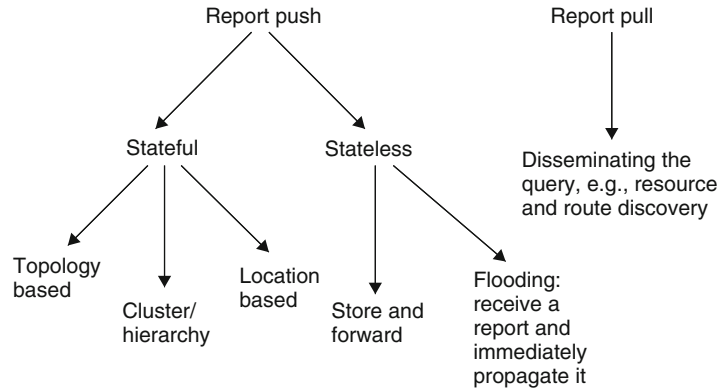 Report push
Report pull
Stateful
Stateless
Disseminating the
query, e.g., resource
and route discovery
Topology
based
Cluster/
hierarchy
Location
based
Store and
forward
Flooding:
receive a
report and
immediately
propagate it